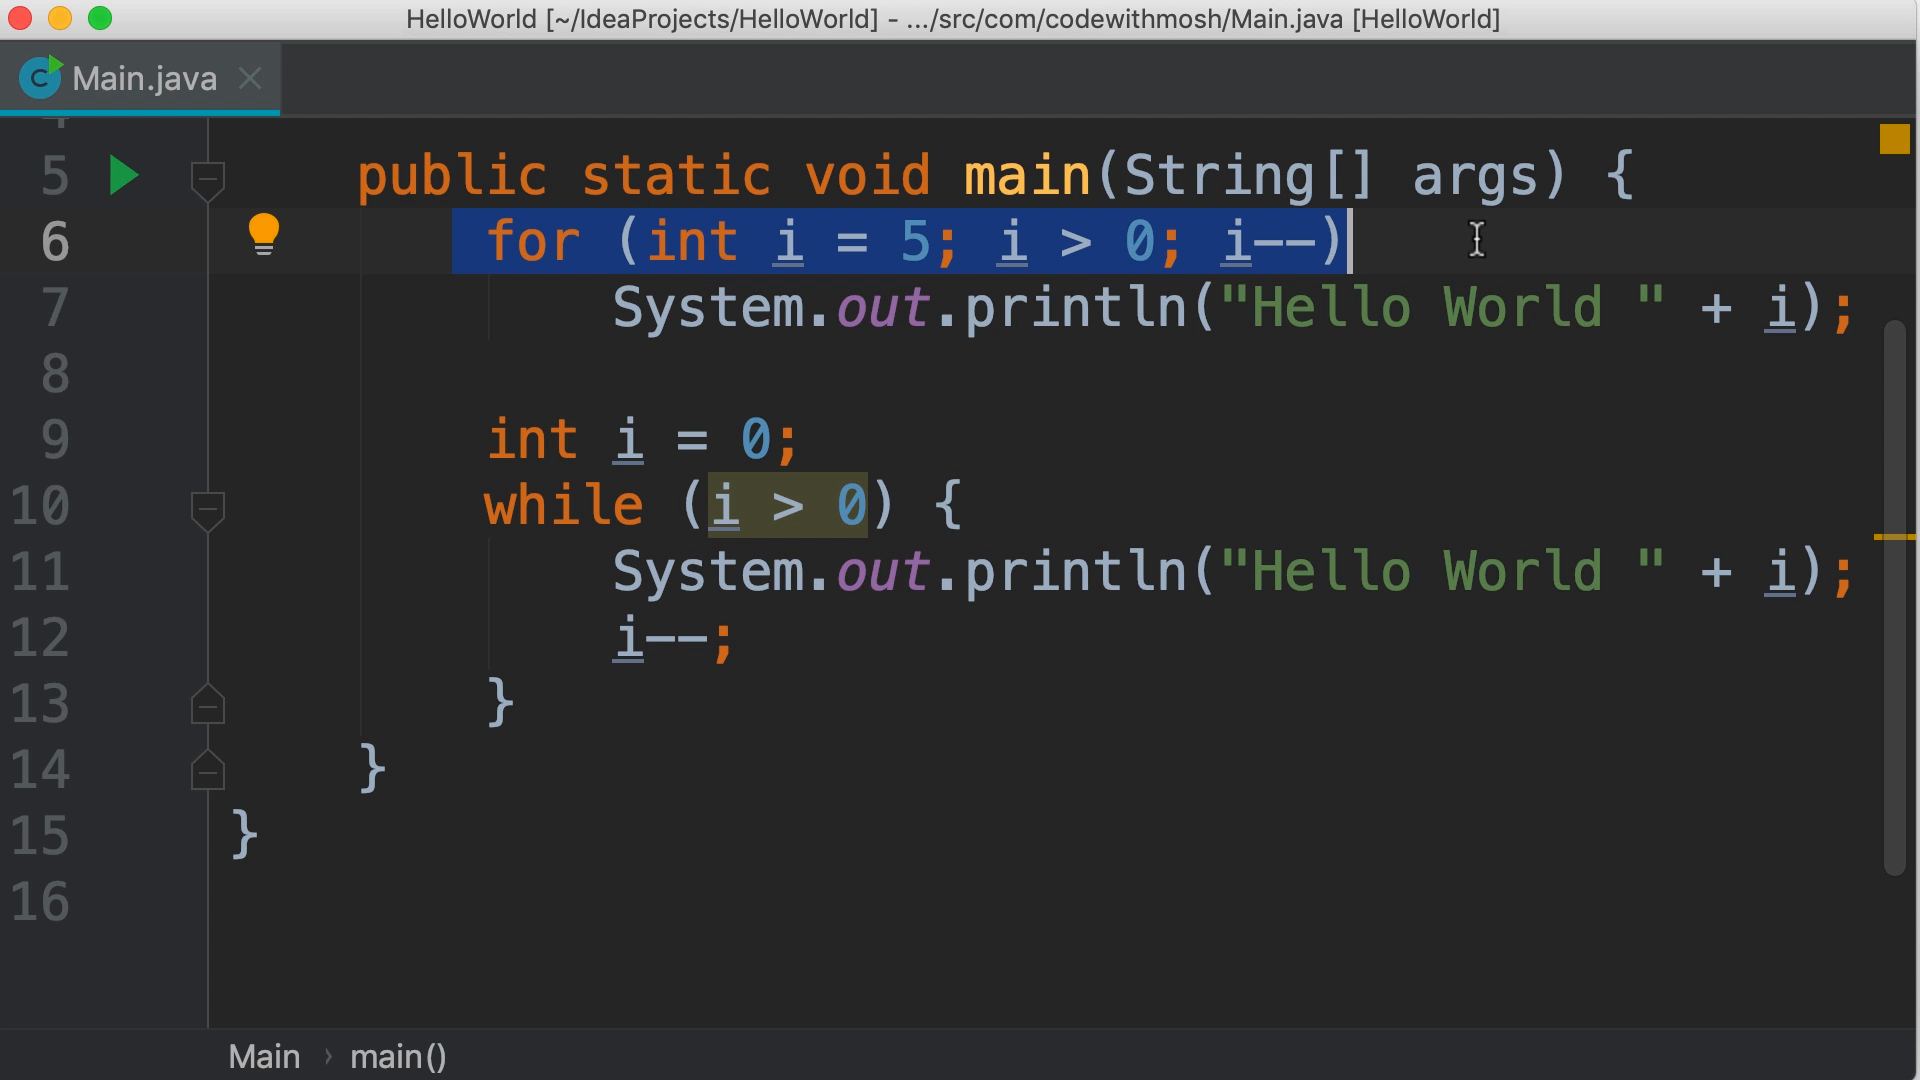 HelloWorld [~/IdeaProjects/HelloWorld] - .../src/com/codewithmosh/Main.java [HelloWorld]
C Main.java
5 public static void main(String[] args) {
6 for (int i = 5; i > 0; i--)
7 System.out.println("Hello World " + i);
8
9 int i = 0;
10 while (i > 0) {
11 System.out.println("Hello World " + i);
12 i--;
13 }
14 }
15 }
16
Main › main()